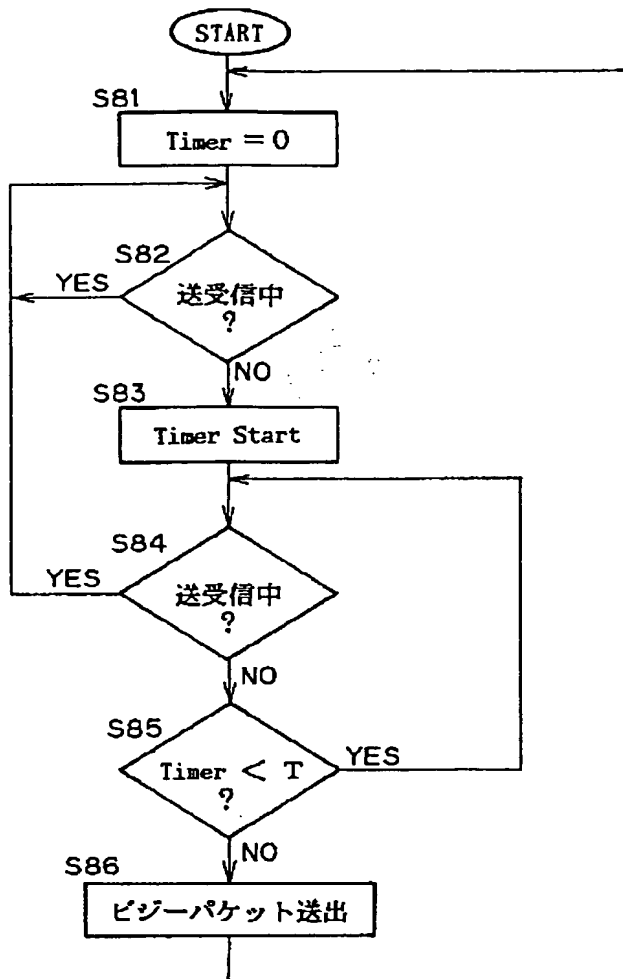 START
S81
Timer = 0
S82
YES
送受信中
?
NO
S83
Timer Start
S84
YES
送受信中
?
NO
S85
Timer < T
?
YES
NO
S86
ビジーパケット送出